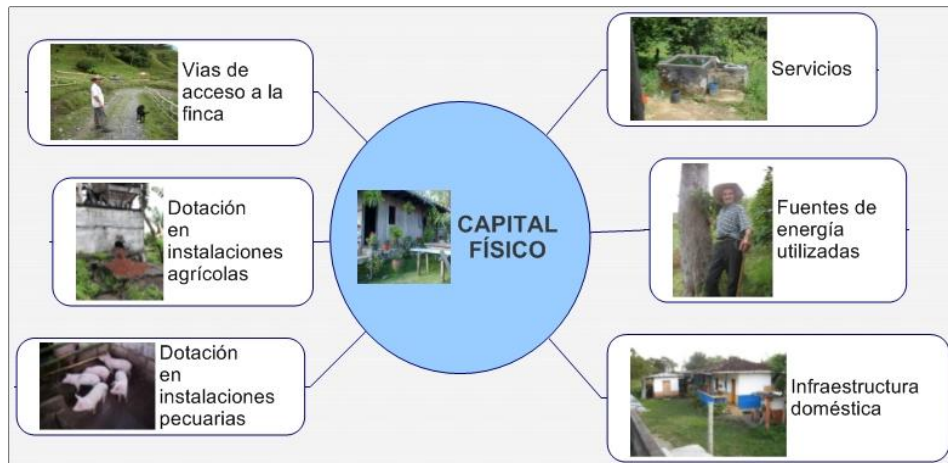 Vias de
acceso a la
finca
Dotación
en
instalaciones
agrícolas
Dotación
en
instalaciones
pecuarias
CAPITAL
FÍSICO
Servicios
Fuentes de
energía
utilizadas
Infraestructura
doméstica